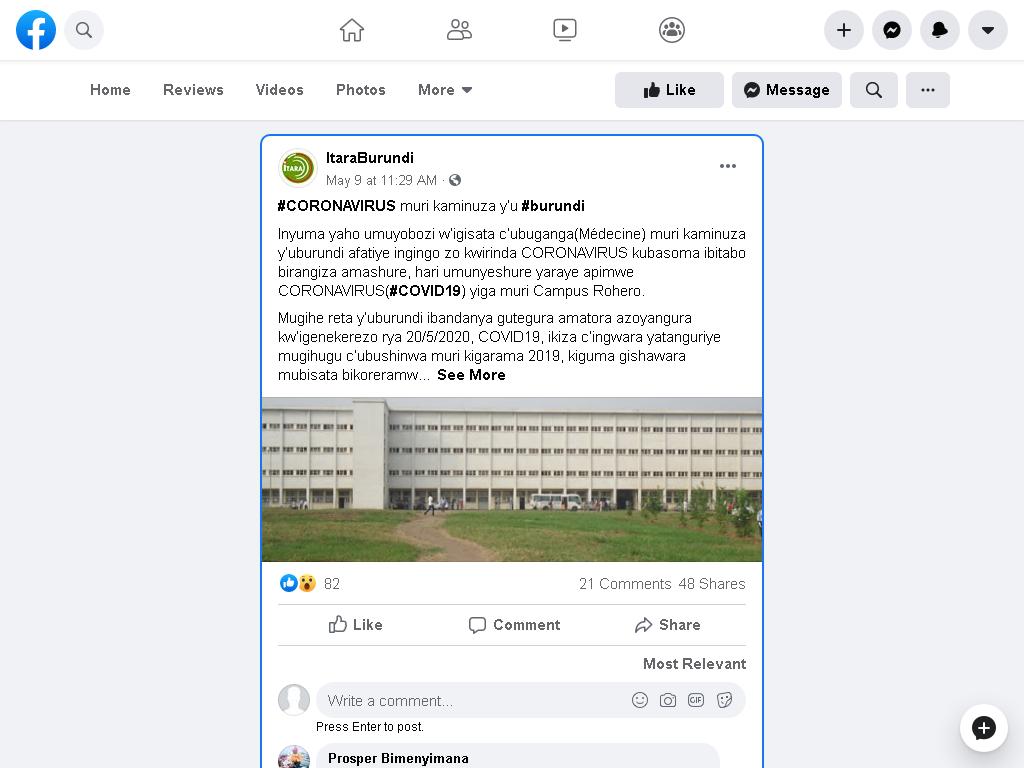 Home Reviews Videos Photos More Like Message
ITARA
ItaraBurundi
May 9 at 11:29 AM ·
#CORONAVIRUS muri kaminuza y'u #burundi
Inyuma yaho umuyobozi w'igisata c'ubuganga(Médecine) muri kaminuza
y'uburundi afatiye ingingo zo kwirinda CORONAVIRUS kubasoma ibitabo
birangiza amashure, hari umunyeshure yaraye apimwe
CORONAVIRUS(#COVID19) yiga muri Campus Rohero.
Mugihe reta y'uburundi ibandanya gutegura amatora azoyangura
kw'igenekerezo rya 20/5/2020, COVID19, ikiza c'ingwara yatanguriye
mugihugu c'ubushinwa muri kigarama 2019, kiguma gishawara
mubisata bikoreramw... See More
82 21 Comments 48 Shares
Like Comment Share
Most Relevant
Write a comment... GIF
Press Enter to post.
Prosper Bimenyimana